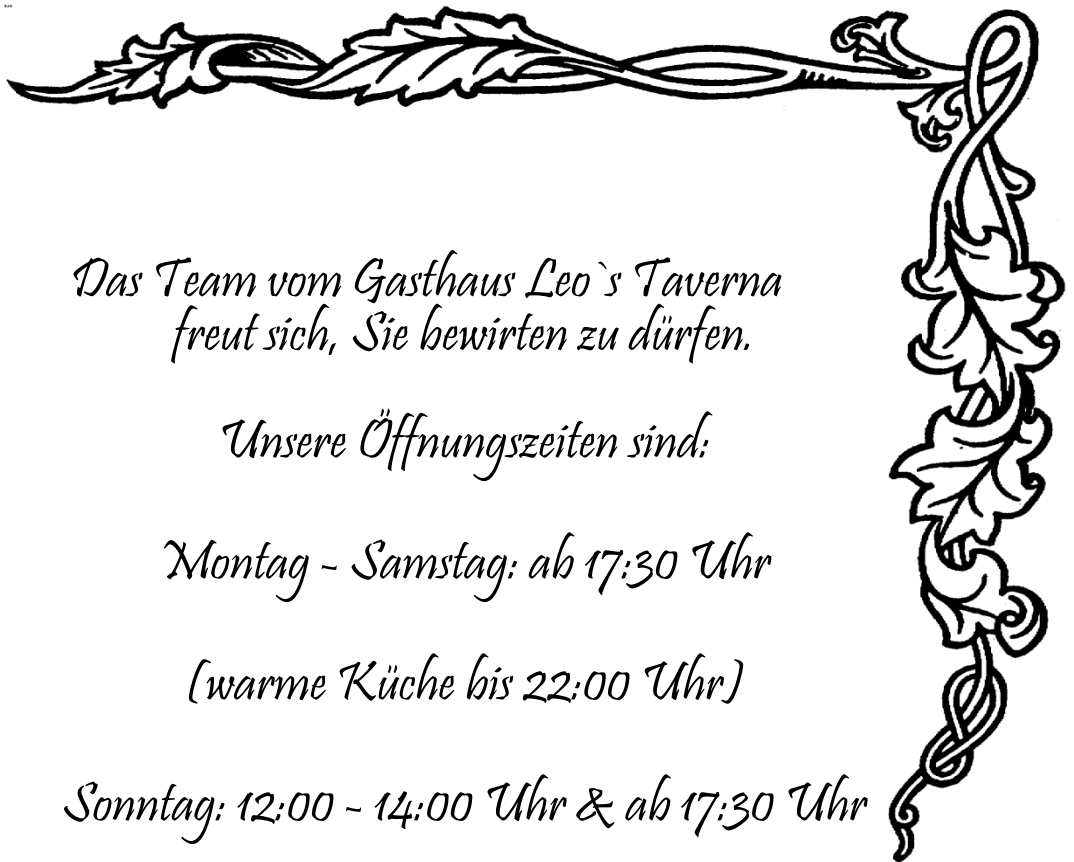 Das Team vom Gasthaus Leo`s Taverna
freut sich, Sie bewirten zu dürfen.
Unsere Öffnungszeiten sind:
Montag - Samstag: ab 17:30 Uhr
(warme Küche bis 22:00 Uhr)
Sonntag: 12:00 - 14:00 Uhr & ab 17:30 Uhr